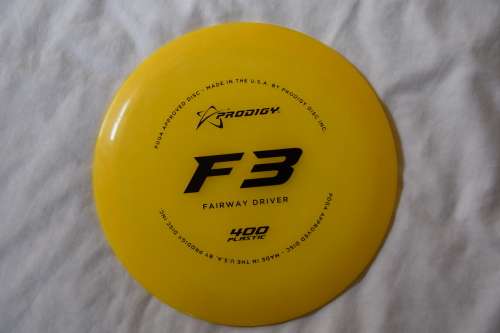 PDGA APPROVED DISC - MADE IN THE U.S.A. BY PRODIGY DISC INC.
PRODIGY
F3
FAIRWAY DRIVER
400
PLASTIC
PDGA APPROVED DISC - MADE IN THE U.S.A. BY PRODIGY DISC INC.